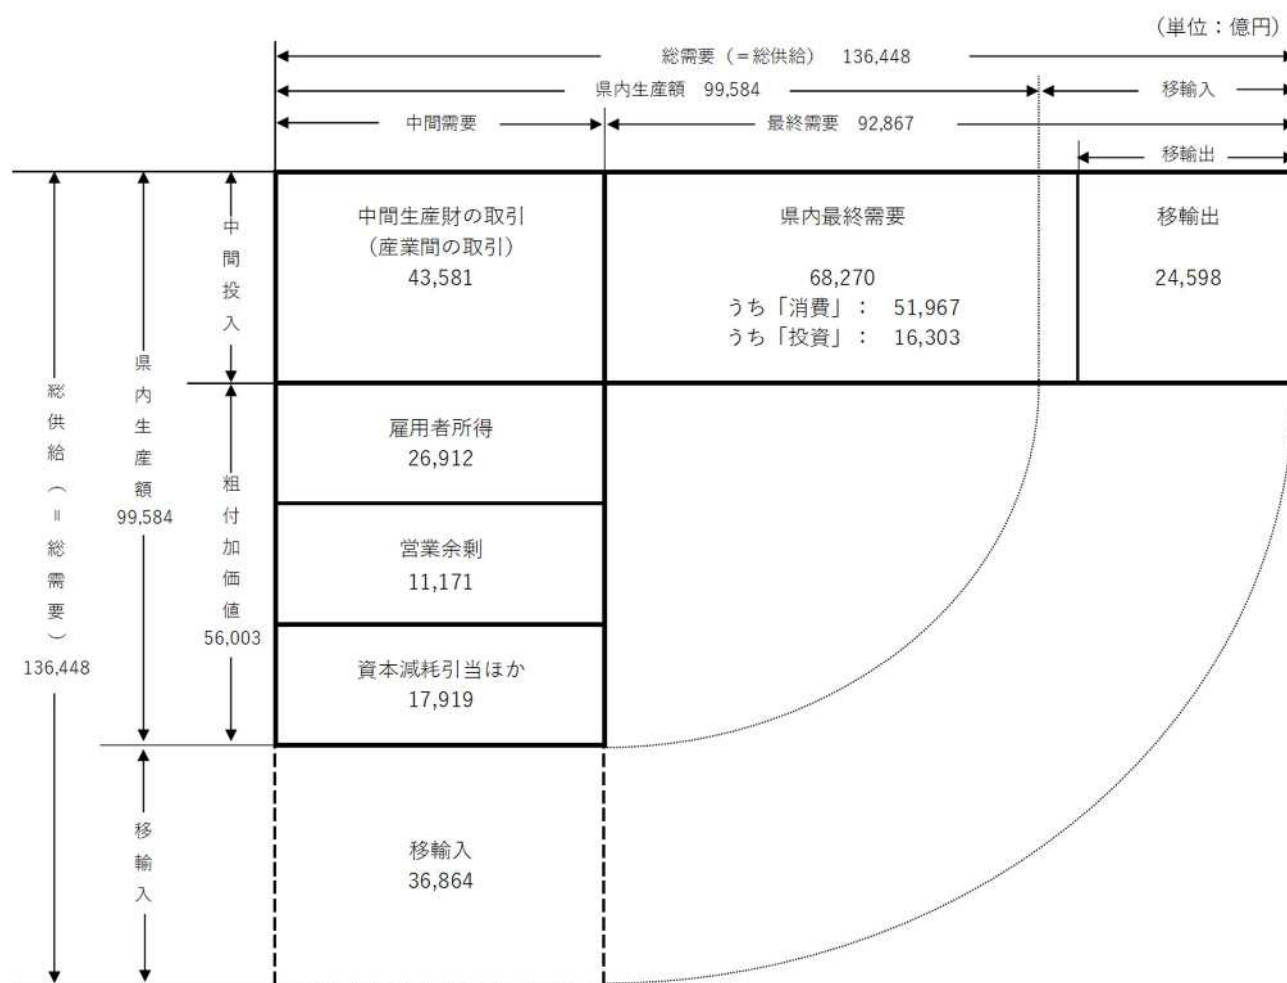 （単位：億円）
総需要（＝総供給） 136,448
県内生産額 99,584
移輸入
中間需要
最終需要 92,867
移輸出
中間投入
中間生産財の取引
（産業間の取引）
43,581
県内最終需要
68,270
うち「消費」： 51,967
うち「投資」： 16,303
移輸出
24,598
総供給（＝総需要）
136,448
県内生産額
99,584
粗付加価値
56,003
雇用者所得
26,912
営業余剰
11,171
資本減耗引当ほか
17,919
移輸入
移輸入
36,864